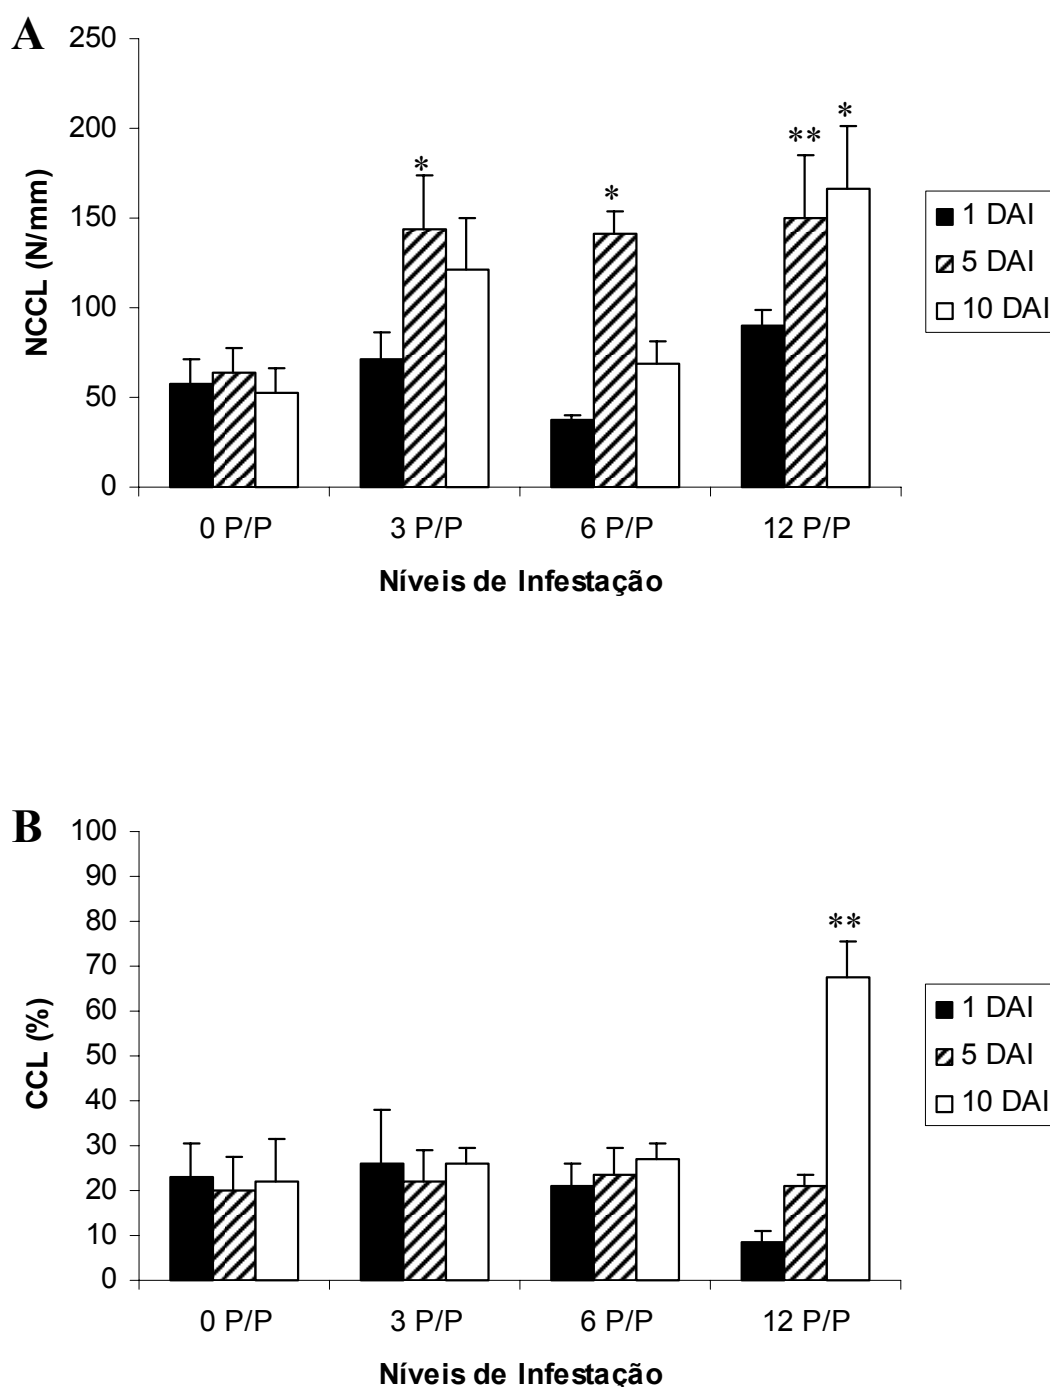 A
250
200
150
100
50
0
NCCL (N/mm)
*
*
**
*
0 P/P 3 P/P 6 P/P 12 P/P
Níveis de Infestação
1 DAI
5 DAI
10 DAI
B
100
90
80
70
60
50
40
30
20
10
0
CCL (%)
**
0 P/P 3 P/P 6 P/P 12 P/P
Níveis de Infestação
1 DAI
5 DAI
10 DAI